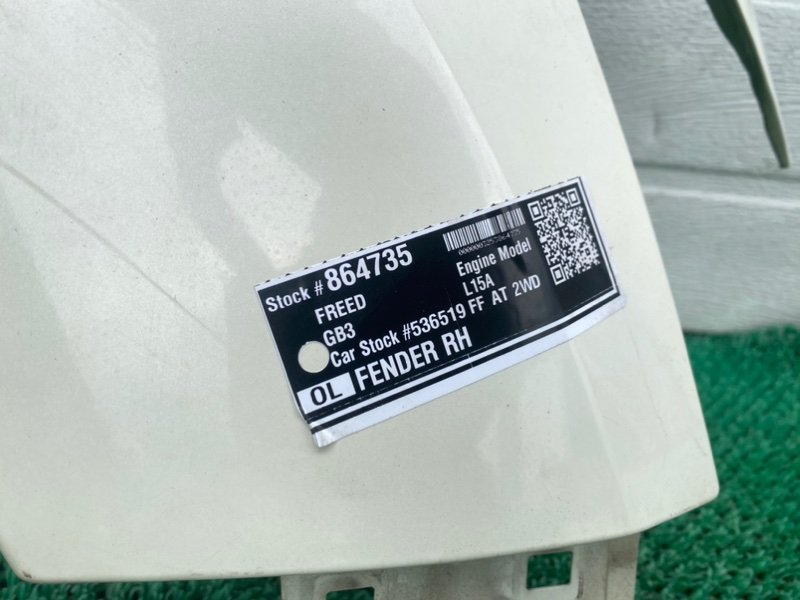 Stock # 864735
FREED
GB3
Engine Model
L15A
Car Stock #536519 FF AT 2WD
OL FENDER RH